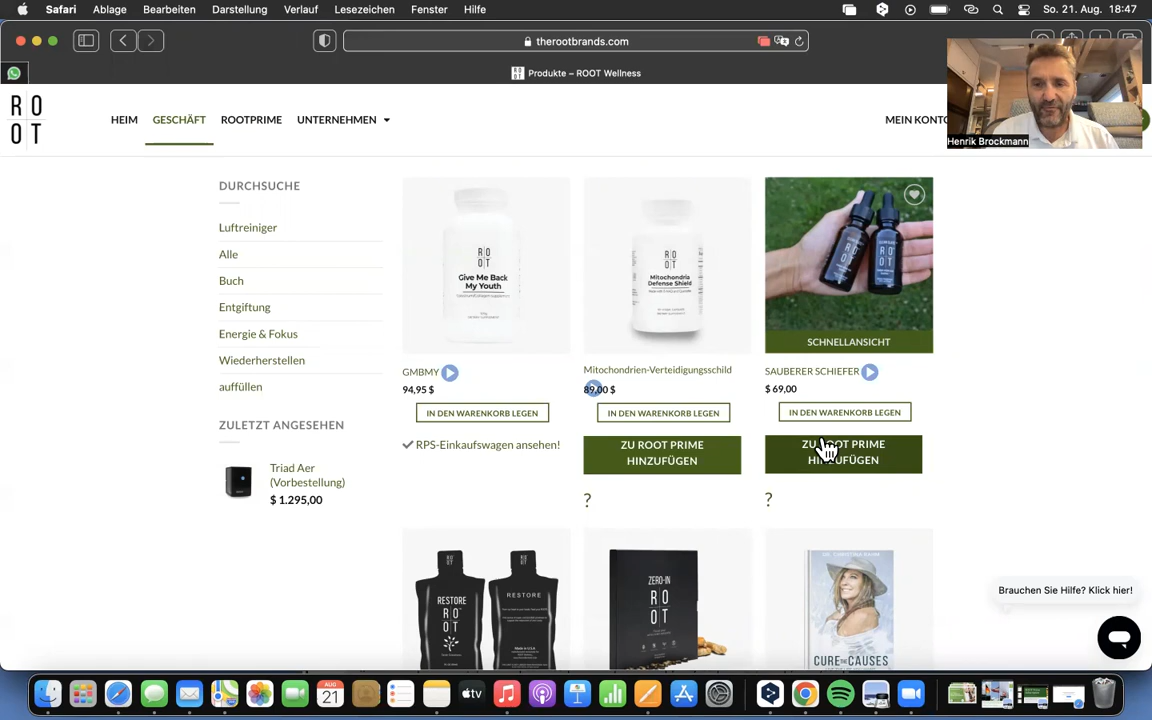 Safari Ablage Bearbeiten Darstellung Verlauf Lesezeichen Fenster Hilfe So. 21. Aug. 18:47
therootbrands.com
RO OT Produkte – ROOT Wellness
R O
O T
HEIM GESCHÄFT ROOTPRIME UNTERNEHMEN MEIN KONTO
Henrik Brockmann
DURCHSUCHE
Luftreiniger
Alle
Buch
Entgiftung
Energie & Fokus
Wiederherstellen
auffüllen
ZULETZT ANGESEHEN
Triad Aer
(Vorbestellung)
$ 1.295,00
R O
O T
Give Me Back
My Youth
GMBMY
94,95 $
IN DEN WARENKORB LEGEN
RPS-Einkaufswagen ansehen!
R O
O T
Mitochondria
Defense Shield
Mitochondrien-Verteidigungsschild
89,00 $
IN DEN WARENKORB LEGEN
ZU ROOT PRIME
HINZUFÜGEN
?
SCHNELLANSICHT
SAUBERER SCHIEFER
$ 69,00
IN DEN WARENKORB LEGEN
ZU ROOT PRIME
HINZUFÜGEN
?
RESTORE
R O
O T
RESTORE
ZERO-IN
R O
O T
DR. CHRISTINA RAHM
CURE THE CAUSES
Brauchen Sie Hilfe? Klick hier!
AUG
21
tv